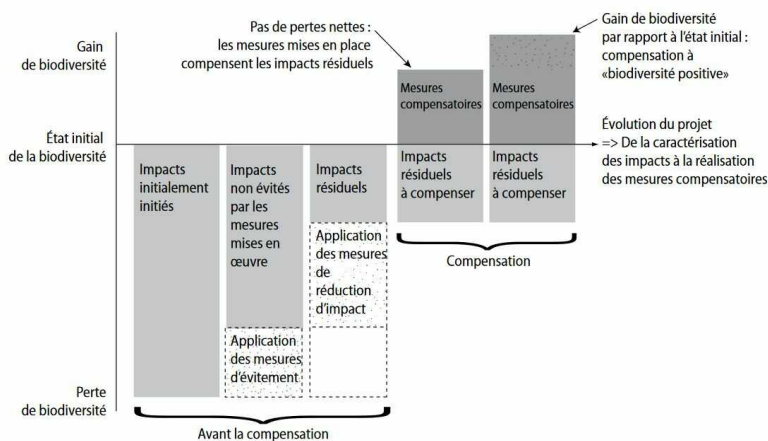 Pas de pertes nettes :
les mesures mises en place
compensent les impacts résiduels
Gain de biodiversité
par rapport à l'état initial :
compensation à
«biodiversité positive»
Gain
de biodiversité
Mesures
compensatoires
Mesures
compensatoires
État initial
de la biodiversité
Évolution du projet
=> De la caractérisation
des impacts à la réalisation
des mesures compensatoires
Impacts
initialement
initiés
Impacts
non évités
par les
mesures
mises en
œuvre
Impacts
résiduels
Impacts
résiduels
à compenser
Impacts
résiduels
à compenser
Application
des mesures
de
réduction
d'impact
Application
des mesures
d'évitement
Compensation
Perte
de biodiversité
Avant la compensation